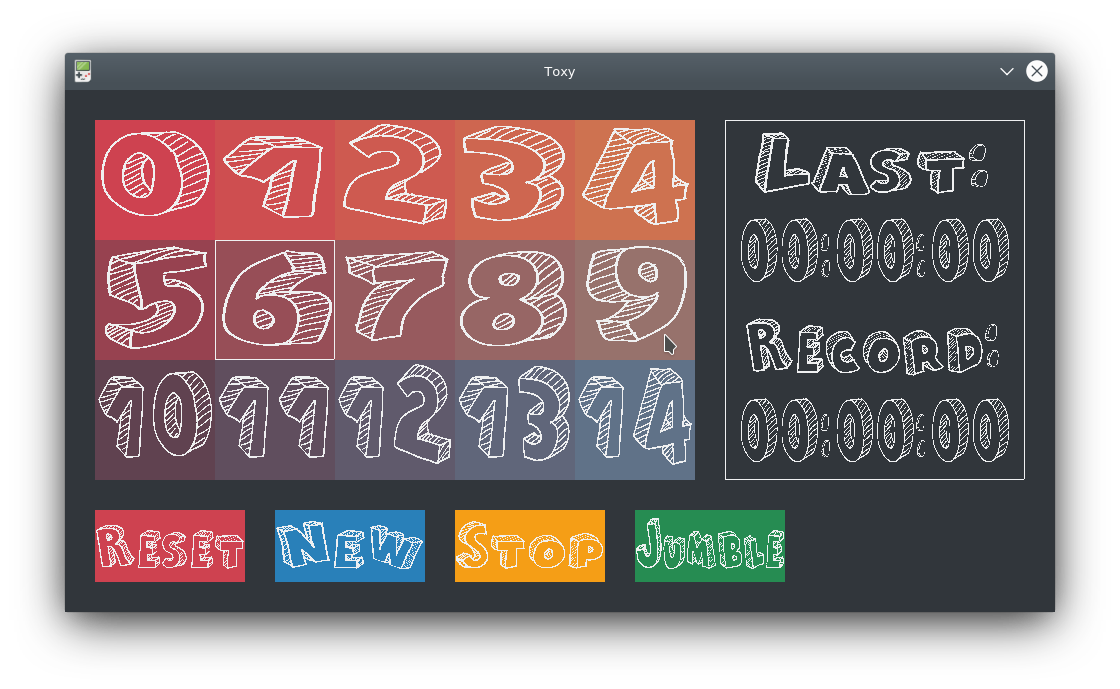 Toxy
0 1 2 3 4
5 6 7 8 9
10 11 12 13 14
LAST:
00:00:00
RECORD:
00:00:00
RESET NEW STOP JUMBLE